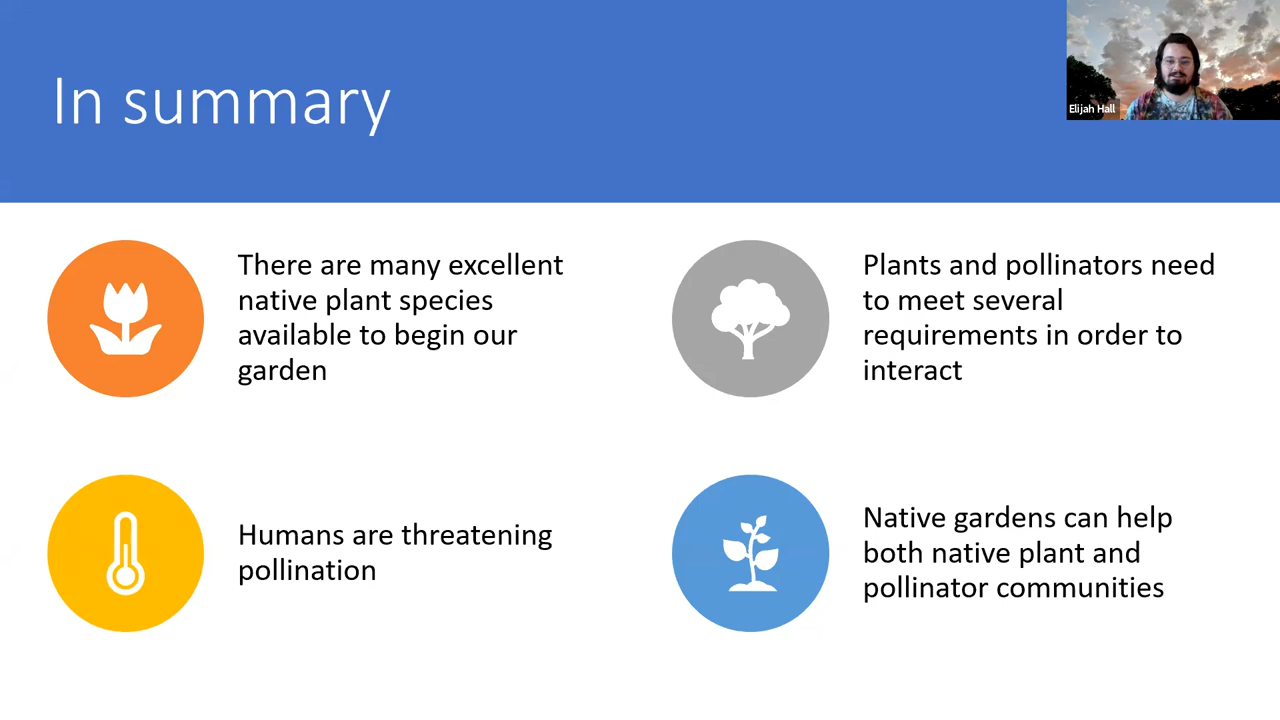 In summary
Elijah Hall
There are many excellent
native plant species
available to begin our
garden
Plants and pollinators need
to meet several
requirements in order to
interact
Humans are threatening
pollination
Native gardens can help
both native plant and
pollinator communities